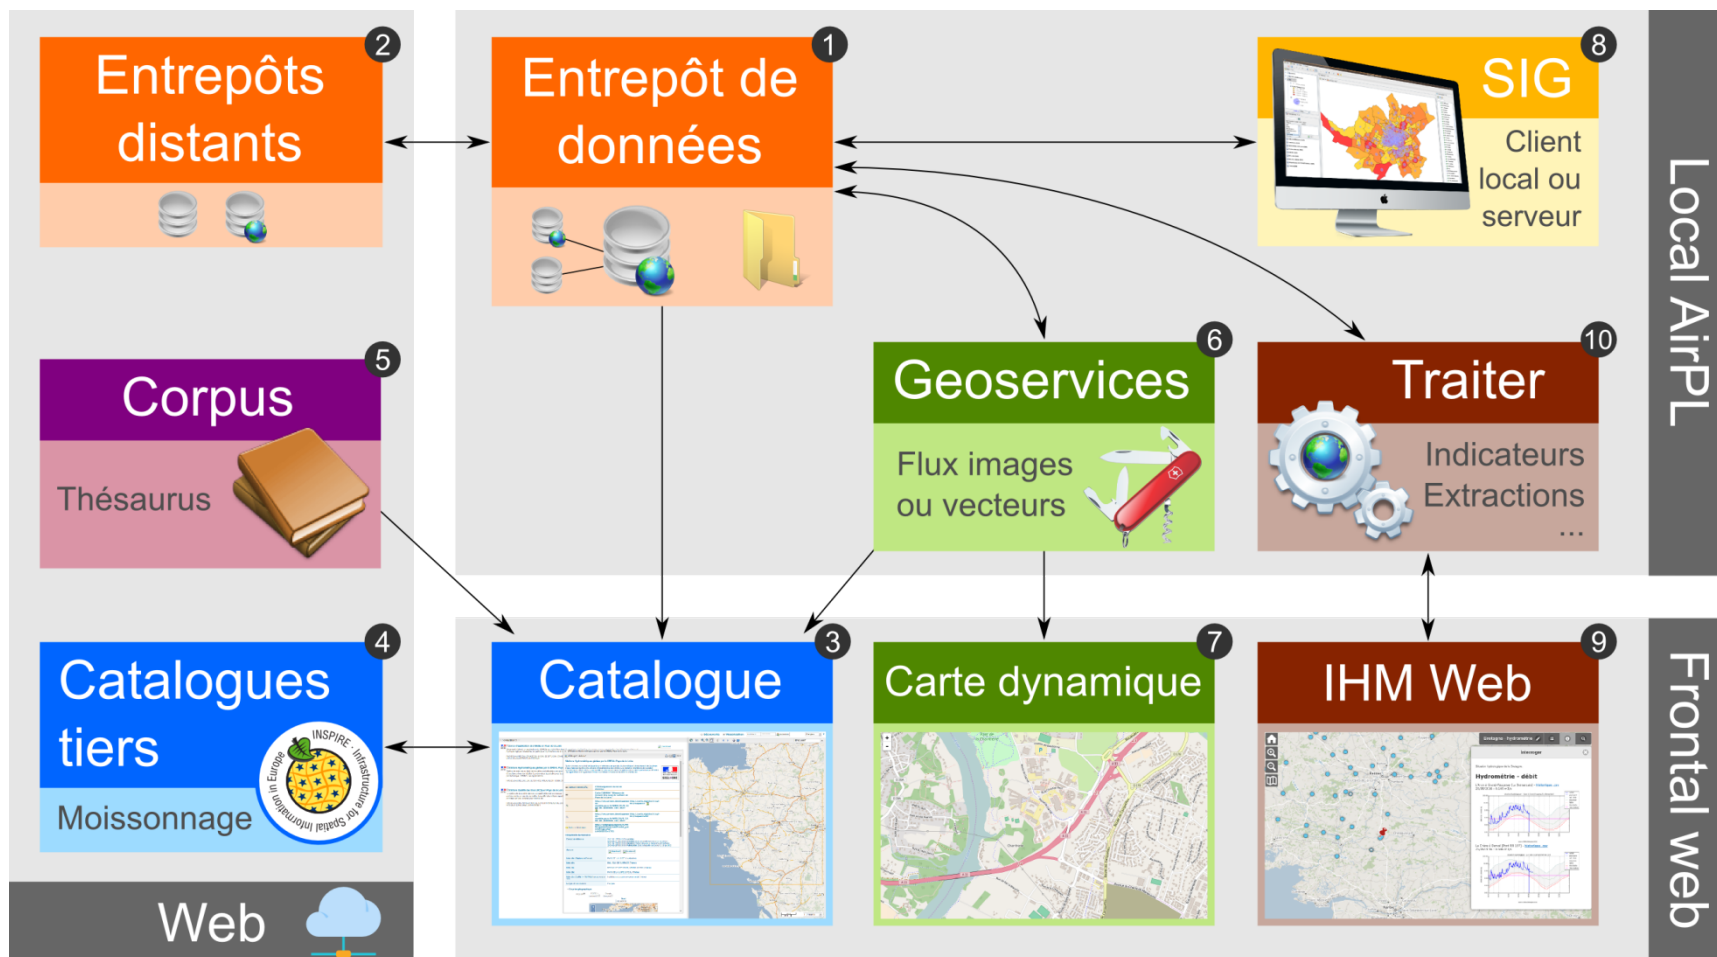 2
Entrepôts
distants
1
Entrepôt de
données
8
SIG
Client
local ou
serveur
Local AirPL
5
Corpus
Thésaurus
6
Geoservices
Flux images
ou vecteurs
10
Traiter
Indicateurs
Extractions
...
4
Catalogues
tiers
INSPIRE · Infrastructure for Spatial Information in Europe
Moissonnage
Web
3
Catalogue
7
Carte dynamique
9
IHM Web
Hydrométrie - débit
Frontal web